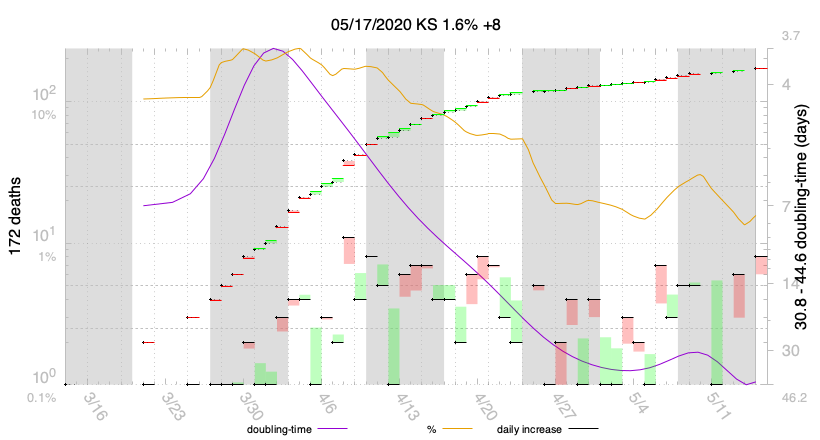 05/17/2020 KS 1.6% +8
3.7
10² 4
10%
172 deaths
7
30.8 - 44.6 doubling-time (days)
10¹
1%
14
30
10⁰
0.1% 46.2
3/16 3/23 3/30 4/6 4/13 4/20 4/27 5/4 5/11
doubling-time % daily increase